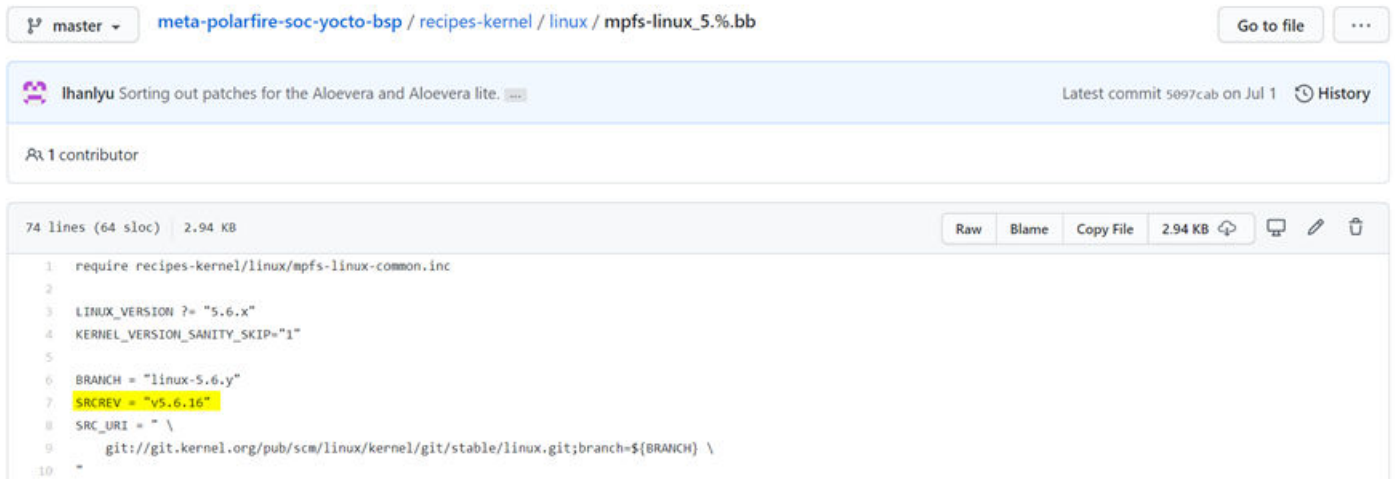 master
meta-polarfire-soc-yocto-bsp / recipes-kernel / linux / mpfs-linux_5.%.bb
Go to file
...
lhanlyu Sorting out patches for the Aloevera and Aloevera lite. ...
Latest commit 5097cab on Jul 1 History
1 contributor
74 lines (64 sloc) 2.94 KB
Raw Blame Copy File 2.94 KB
1 require recipes-kernel/linux/mpfs-linux-common.inc
2
3 LINUX_VERSION ?= "5.6.x"
4 KERNEL_VERSION_SANITY_SKIP="1"
5
6 BRANCH = "linux-5.6.y"
7 SRCREV = "v5.6.16"
8 SRC_URI = " \
9 git://git.kernel.org/pub/scm/linux/kernel/git/stable/linux.git;branch=${BRANCH} \
10 "